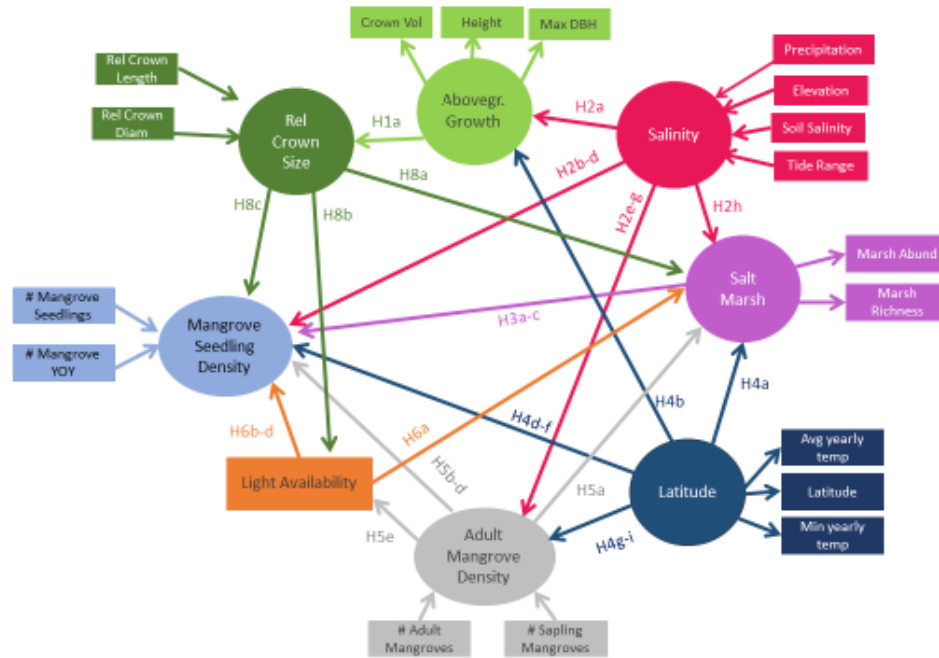 Crown Vol
Height
Max DBH
Precipitation
Rel Crown
Length
Elevation
Abovegr.
Growth
H2a
Rel Crown
Diam
Rel
Crown
Size
H1a
Salinity
Soil Salinity
Tide Range
H8a
H2b-d
H8c
H8b
H2e-g
H2h
Marsh Abund
Salt
Marsh
# Mangrove
Seedlings
Marsh
Richness
H3a-c
Mangrove
Seedling
Density
# Mangrove
YOY
H4b
H4a
H4d-f
H6b-d
H6a
Avg yearly
temp
H5b-d
H5a
Light Availability
Latitude
Latitude
H5e
Adult
Mangrove
Density
H4g-i
Min yearly
temp
# Adult
Mangroves
# Sapling
Mangroves